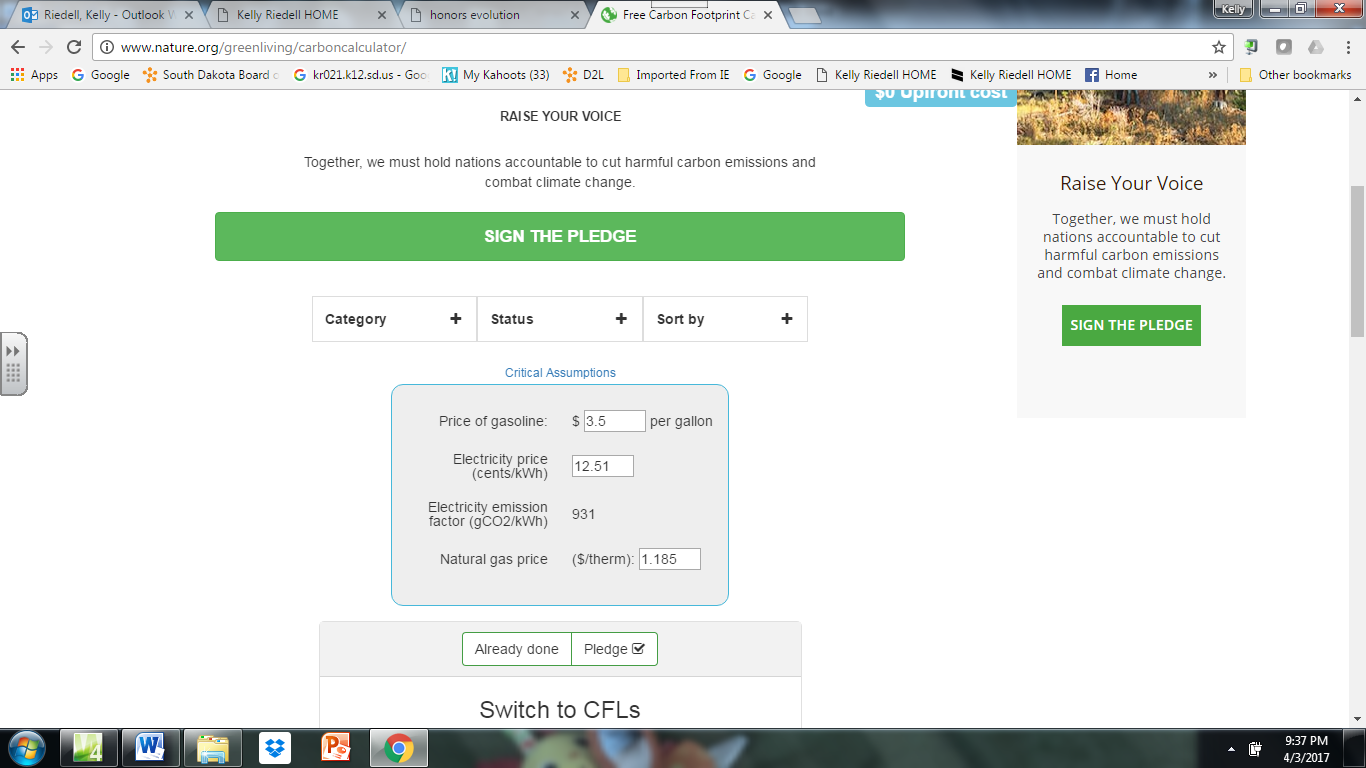 Riedell, Kelly - Outlook W
Kelly Riedell HOME
honors evolution
Free Carbon Footprint Ca
Kelly
www.nature.org/greenliving/carboncalculator/
Apps
Google
South Dakota Board o
kr021.k12.sd.us - Goo
My Kahoots (33)
D2L
Imported From IE
Google
Kelly Riedell HOME
Kelly Riedell HOME
Home
»
Other bookmarks
$0 Upfront cost
RAISE YOUR VOICE
Together, we must hold nations accountable to cut harmful carbon emissions and
combat climate change.
SIGN THE PLEDGE
Category +
Status +
Sort by +
Critical Assumptions
Price of gasoline: $ 3.5 per gallon
Electricity price
(cents/kWh) 12.51
Electricity emission
factor (gCO2/kWh) 931
Natural gas price ($/therm): 1.185
Already done
Pledge
Switch to CFLs
Raise Your Voice
Together, we must hold
nations accountable to cut
harmful carbon emissions
and combat climate change.
SIGN THE PLEDGE
9:37 PM
4/3/2017